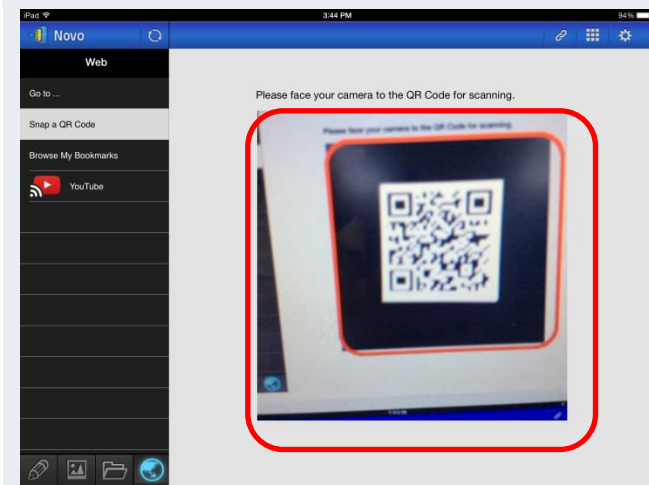 iPad
3:44 PM
94%
Novo
Web
Go to ...
Snap a QR Code
Browse My Bookmarks
YouTube
Please face your camera to the QR Code for scanning.
Please face your camera to the QR Code for scanning.